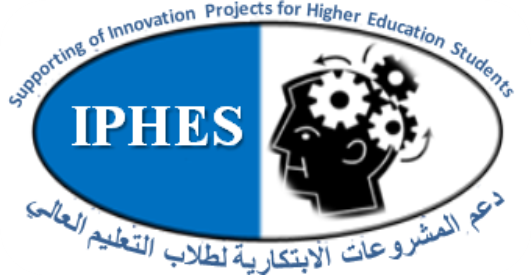 Supporting of Innovation Projects for Higher Education Students
IPHES
دعم المشروعات الابتكارية لطلاب التعليم العالي